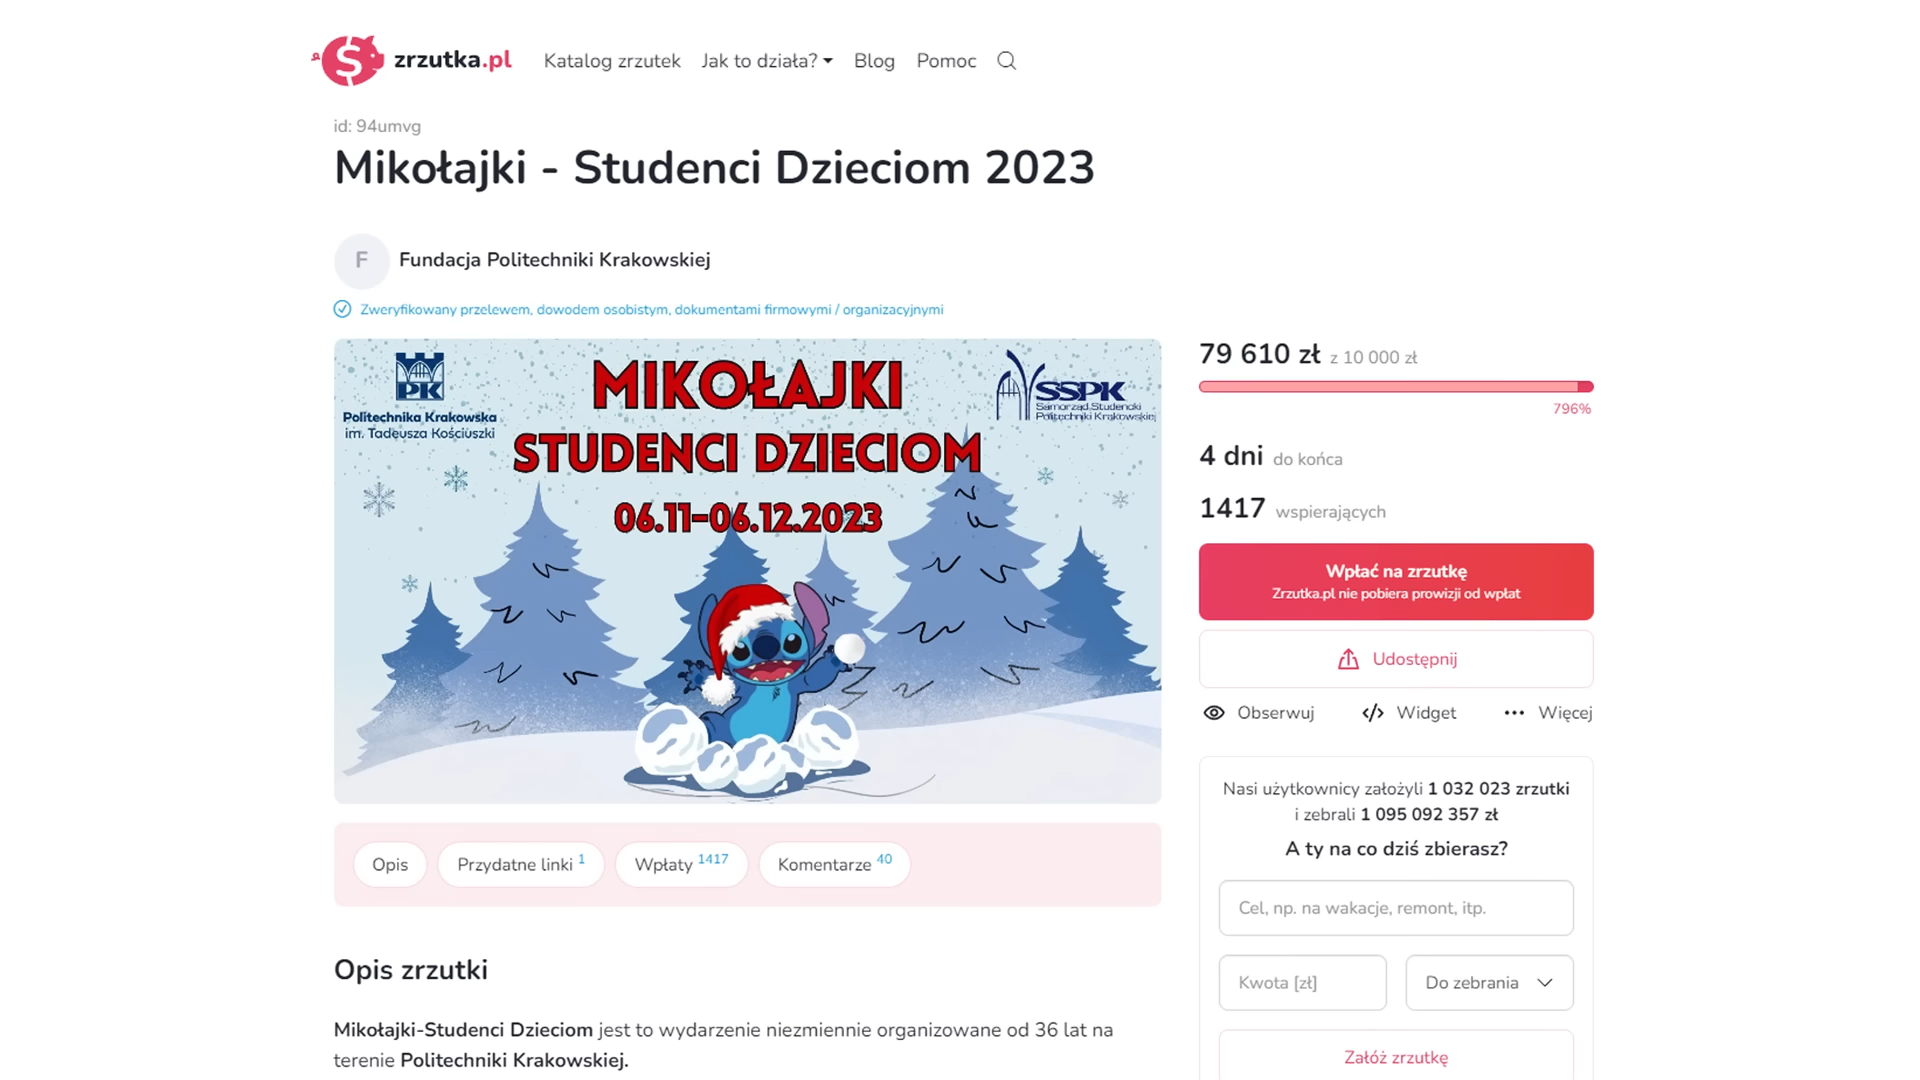 zrzutka.pl
Katalog zrzutek
Jak to działa?
Blog
Pomoc
id: 94umvg
Mikołajki - Studenci Dzieciom 2023
F
Fundacja Politechniki Krakowskiej
Zweryfikowany przelewem, dowodem osobistym, dokumentami firmowymi / organizacyjnymi
PK
Politechnika Krakowska
im. Tadeusza Kościuszki
MIKOŁAJKI
STUDENCI DZIECIOM
06.11-06.12.2023
SSPK
Samorząd Studencki
Politechniki Krakowskiej
79 610 zł z 10 000 zł
796%
4 dni do końca
1417 wspierających
Wpłać na zrzutkę
Zrzutka.pl nie pobiera prowizji od wpłat
Udostępnij
Obserwuj
Widget
Więcej
Nasi użytkownicy założyli 1 032 023 zrzutki
i zebrali 1 095 092 357 zł
A ty na co dziś zbierasz?
Cel, np. na wakacje, remont, itp.
Kwota [zł]
Do zebrania
Załóż zrzutkę
Opis
Przydatne linki 1
Wpłaty 1417
Komentarze 40
Opis zrzutki
Mikołajki-Studenci Dzieciom jest to wydarzenie niezmiennie organizowane od 36 lat na
terenie Politechniki Krakowskiej.